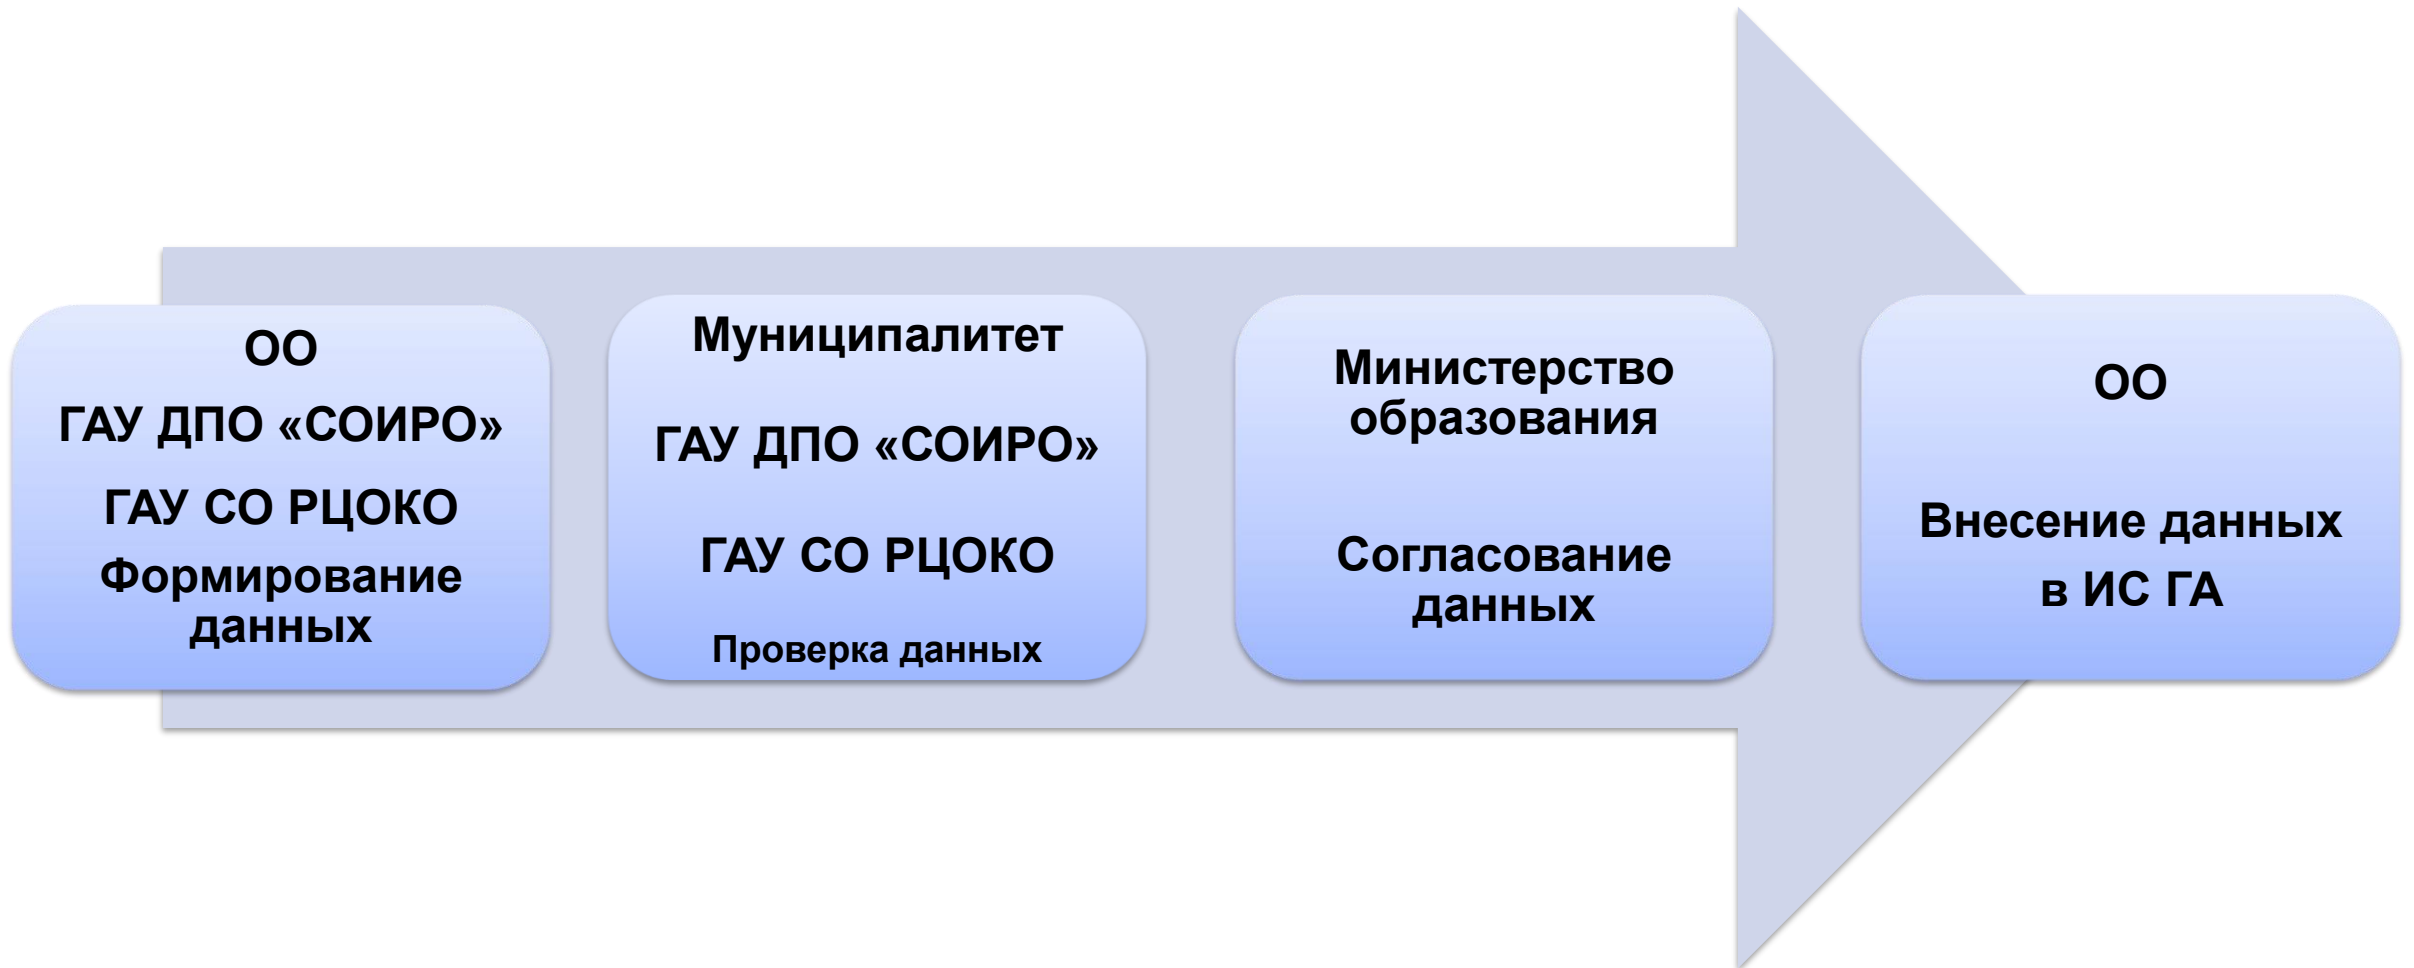 ОО
ГАУ ДПО «СОИРО»
ГАУ СО РЦОКО
Формирование
данных
Муниципалитет
ГАУ ДПО «СОИРО»
ГАУ СО РЦОКО
Проверка данных
Министерство
образования
Согласование
данных
ОО
Внесение данных
в ИС ГА